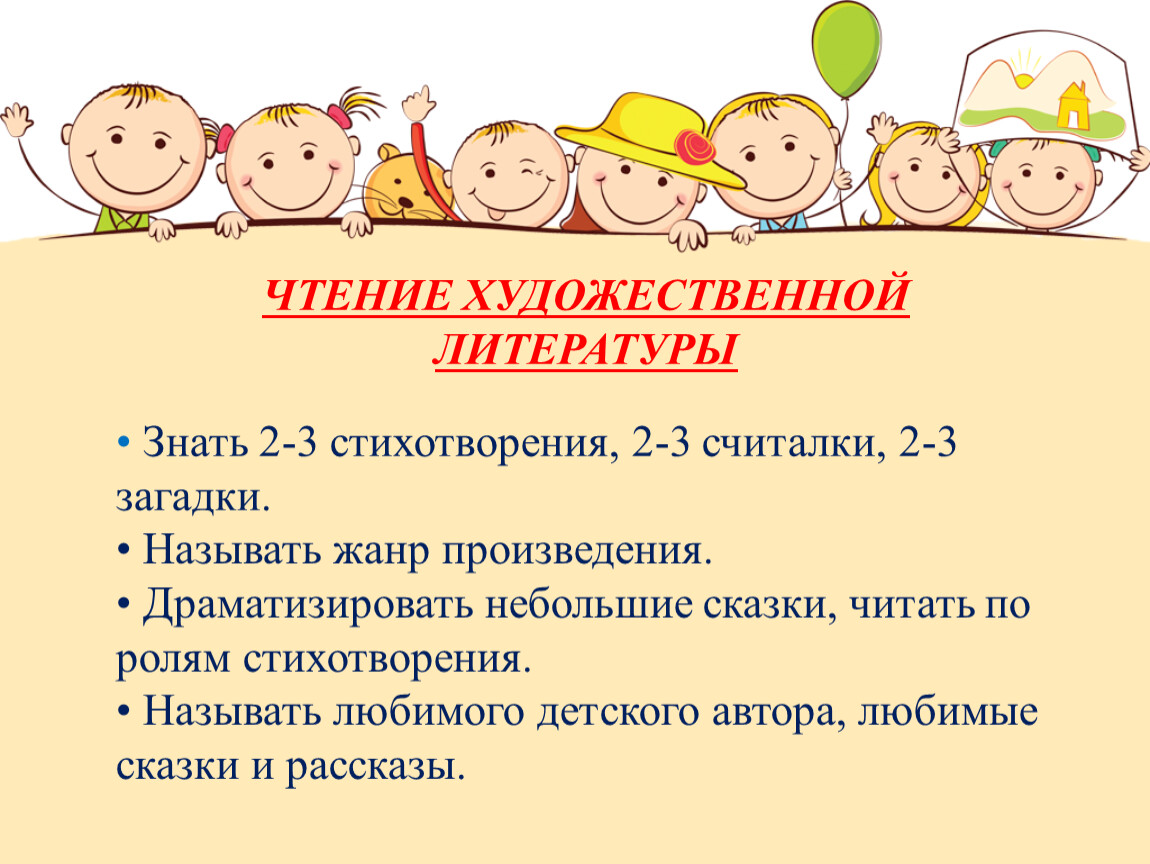 ЧТЕНИЕ ХУДОЖЕСТВЕННОЙ
ЛИТЕРАТУРЫ
• Знать 2-3 стихотворения, 2-3 считалки, 2-3
загадки.
• Называть жанр произведения.
• Драматизировать небольшие сказки, читать по
ролям стихотворения.
• Называть любимого детского автора, любимые
сказки и рассказы.